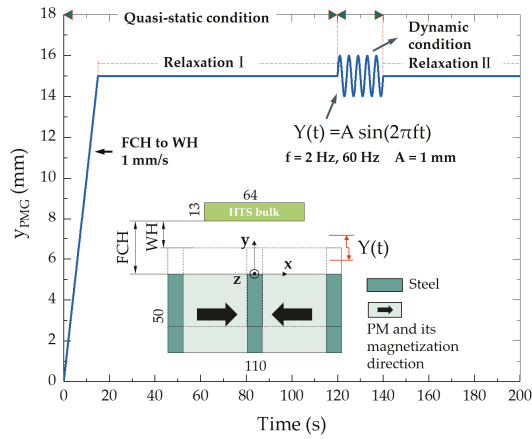 Quasi-static condition
18
16
14
12
10
8
6
4
2
0
y_PMG (mm)
Relaxation I
Dynamic
condition
Relaxation II
FCH to WH
1 mm/s
Y(t) =A sin(2πft)
f = 2 Hz, 60 Hz A = 1 mm
64
13
HTS bulk
FCH
WH
y
Y(t)
z
x
50
110
Steel
PM and its
magnetization
direction
0 20 40 60 80 100 120 140 160 180 200
Time (s)